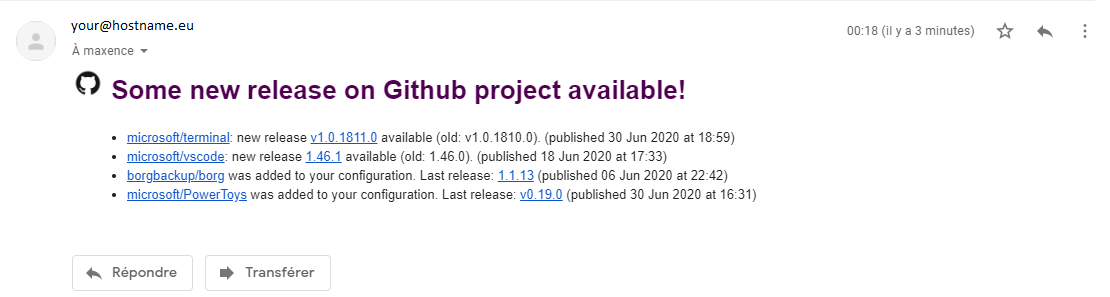 your@hostname.eu
00:18 (il y a 3 minutes)
À maxence
Some new release on Github project available!
microsoft/terminal: new release v1.0.1811.0 available (old: v1.0.1810.0). (published 30 Jun 2020 at 18:59)
microsoft/vscode: new release 1.46.1 available (old: 1.46.0). (published 18 Jun 2020 at 17:33)
borgbackup/borg was added to your configuration. Last release: 1.1.13 (published 06 Jun 2020 at 22:42)
microsoft/PowerToys was added to your configuration. Last release: v0.19.0 (published 30 Jun 2020 at 16:31)
Répondre
Transférer